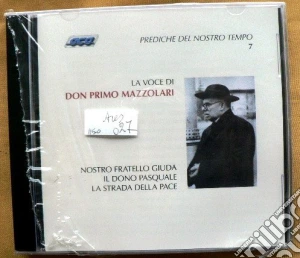 PREDICHE DEL NOSTRO TEMPO
7
LA VOCE DI
DON PRIMO MAZZOLARI
NOSTRO FRATELLO GIUDA
IL DONO PASQUALE
LA STRADA DELLA PACE